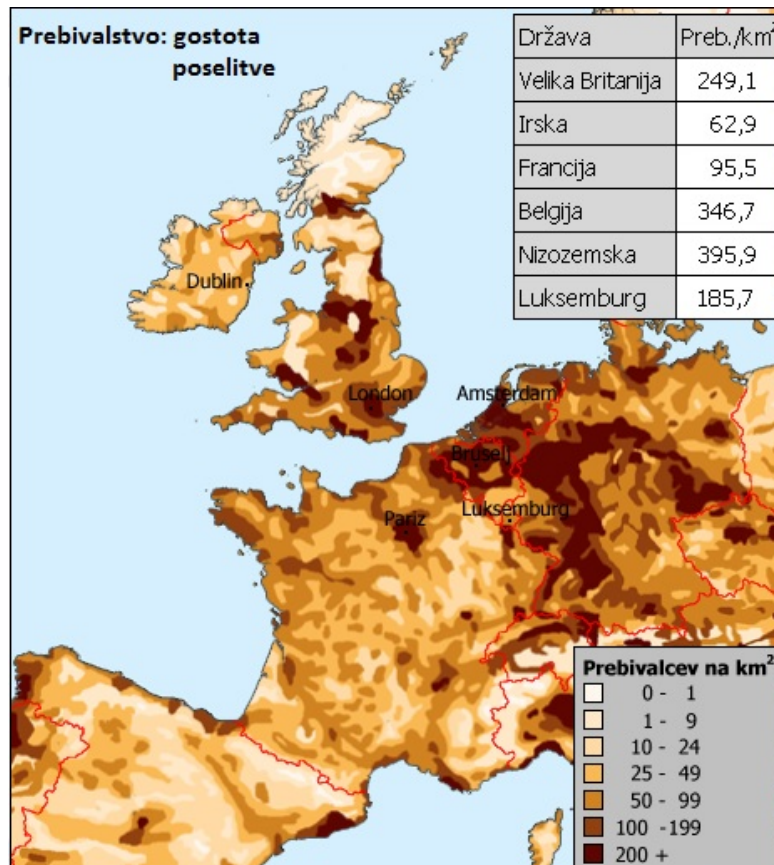 Prebivalstvo: gostota
poselitve
Država Preb./km²
Velika Britanija 249,1
Irska 62,9
Francija 95,5
Belgija 346,7
Nizozemska 395,9
Luksemburg 185,7
Dublin
London
Amsterdam
Bruselj
Luksemburg
Pariz
Prebivalcev na km²
0 - 1
1 - 9
10 - 24
25 - 49
50 - 99
100 -199
200 +